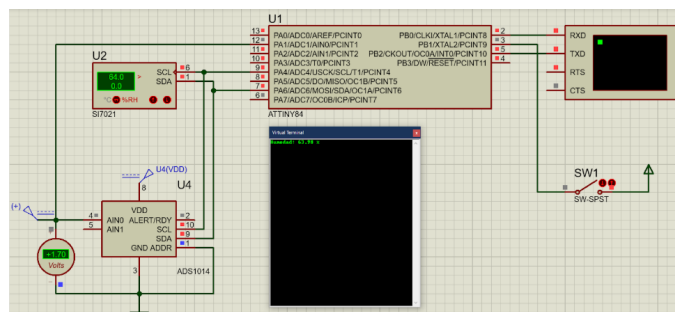 U1
13
12
11
10
9
8
7
6
PA0/ADC0/AREF/PCINT0
PA1/ADC1/AIN0/PCINT1
PA2/ADC2/AIN1/PCINT2
PA3/ADC3/T0/PCINT3
PA4/ADC4/USCK/SCL/T1/PCINT4
PA5/ADC5/DO/MISO/OC1B/PCINT5
PA6/ADC6/DI/MOSI/SDA/OC1A/PCINT6
PA7/ADC7/OC0B/ICP/PCINT7
PB0/CLKI/XTAL1/PCINT8
PB1/XTAL2/PCINT9
PB2/CKOUT/OC0A/INT0/PCINT10
PB3/DW/RESET/PCINT11
2
3
5
4
ATTINY84
RXD
TXD
RTS
CTS
U2
64.0
0.0
>
°C %RH
SCL 6
SDA 1
SI7021
Virtual Terminal
SW1
SW-SPST
U4(VDD)
8
U4
VDD
4 AIN0
5 AIN1
ALERT/RDY 2
SCL 10
SDA 9
GND ADDR 1
3
ADS1014
(+)
+1.70
Volts